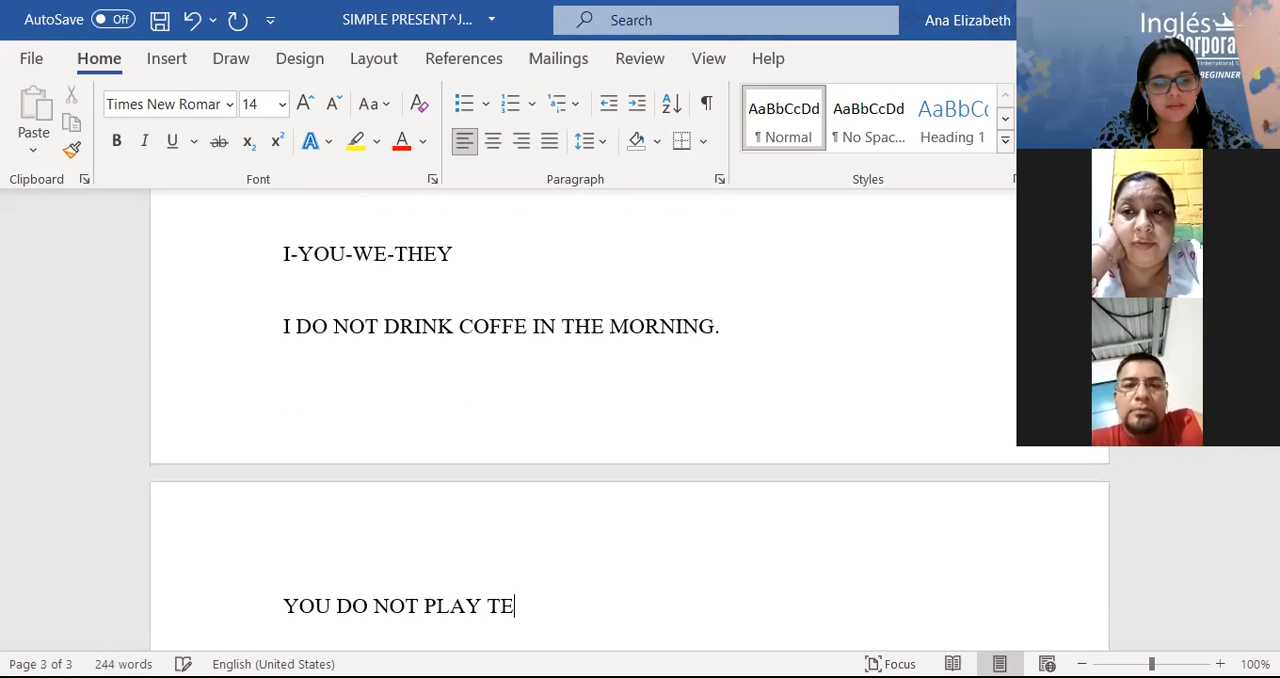 AutoSave Off SIMPLE PRESENT^J... Search Ana Elizabeth
File Home Insert Draw Design Layout References Mailings Review View Help
Paste
Clipboard
Times New Romar 14
Aa
Font
Paragraph
AaBbCcDd AaBbCcDd AaBbCc
¶ Normal ¶ No Spac... Heading 1
Styles
Inglés
Corpora
BEGINNER
I-YOU-WE-THEY
I DO NOT DRINK COFFE IN THE MORNING.
YOU DO NOT PLAY TE
Page 3 of 3 244 words English (United States) Focus 100%